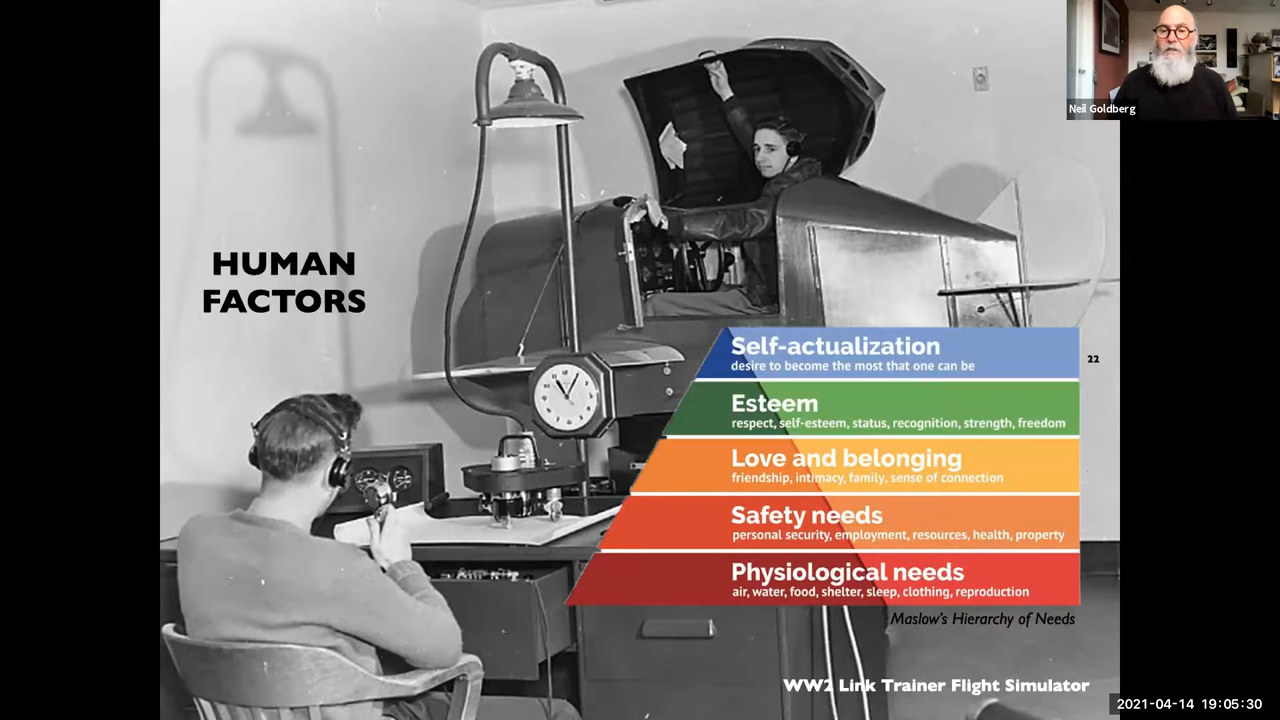 Neil Goldberg
HUMAN
FACTORS
Self-actualization
desire to become the most that one can be
22
Esteem
respect, self-esteem, status, recognition, strength, freedom
Love and belonging
friendship, intimacy, family, sense of connection
Safety needs
personal security, employment, resources, health, property
Physiological needs
air, water, food, shelter, sleep, clothing, reproduction
Maslow's Hierarchy of Needs
WW2 Link Trainer Flight Simulator
2021-04-14 19:05:30